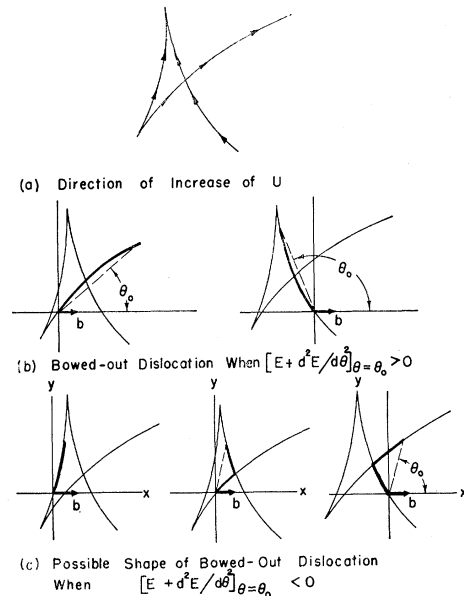 (a) Direction of Increase of U
θ₀
b
θ₀
b
(b) Bowed-out Dislocation When [E + d²E/dθ²]θ=θ₀ >0
y
y
y
x
x
x
b
b
b
θ₀
(c) Possible Shape of Bowed-Out Dislocation
When [E + d²E/dθ²]θ=θ₀ <0